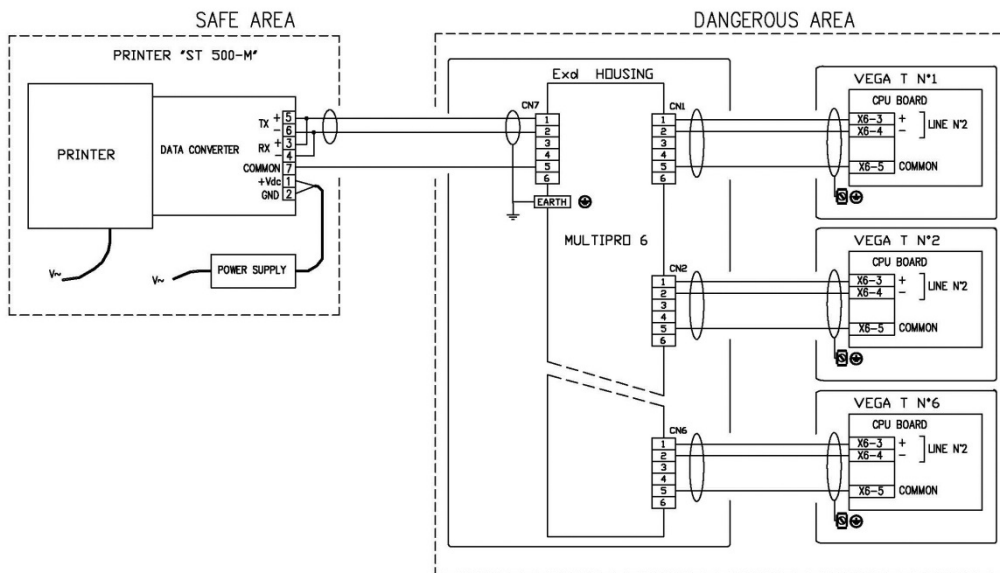 SAFE AREA
DANGEROUS AREA
PRINTER "ST 500-M"
PRINTER
DATA CONVERTER
TX + 5
- 6
RX + 3
- 4
COMMON 7
+Vdc 1
GND 2
V~
V~
POWER SUPPLY
Exd HOUSING
CN7
1
2
3
4
5
6
EARTH
MULTIPRO 6
CN1
1
2
3
4
5
6
CN2
1
2
3
4
5
6
CN6
1
2
3
4
5
6
VEGA T N°1
CPU BOARD
X6-3 +
X6-4 -
LINE N°2
X6-5 COMMON
VEGA T N°2
CPU BOARD
X6-3 +
X6-4 -
LINE N°2
X6-5 COMMON
VEGA T N°6
CPU BOARD
X6-3 +
X6-4 -
LINE N°2
X6-5 COMMON